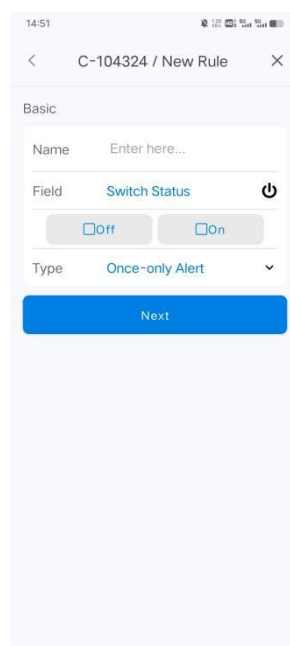 14:51
C-104324 / New Rule
Basic
Name Enter here...
Field Switch Status
Off On
Type Once-only Alert
Next